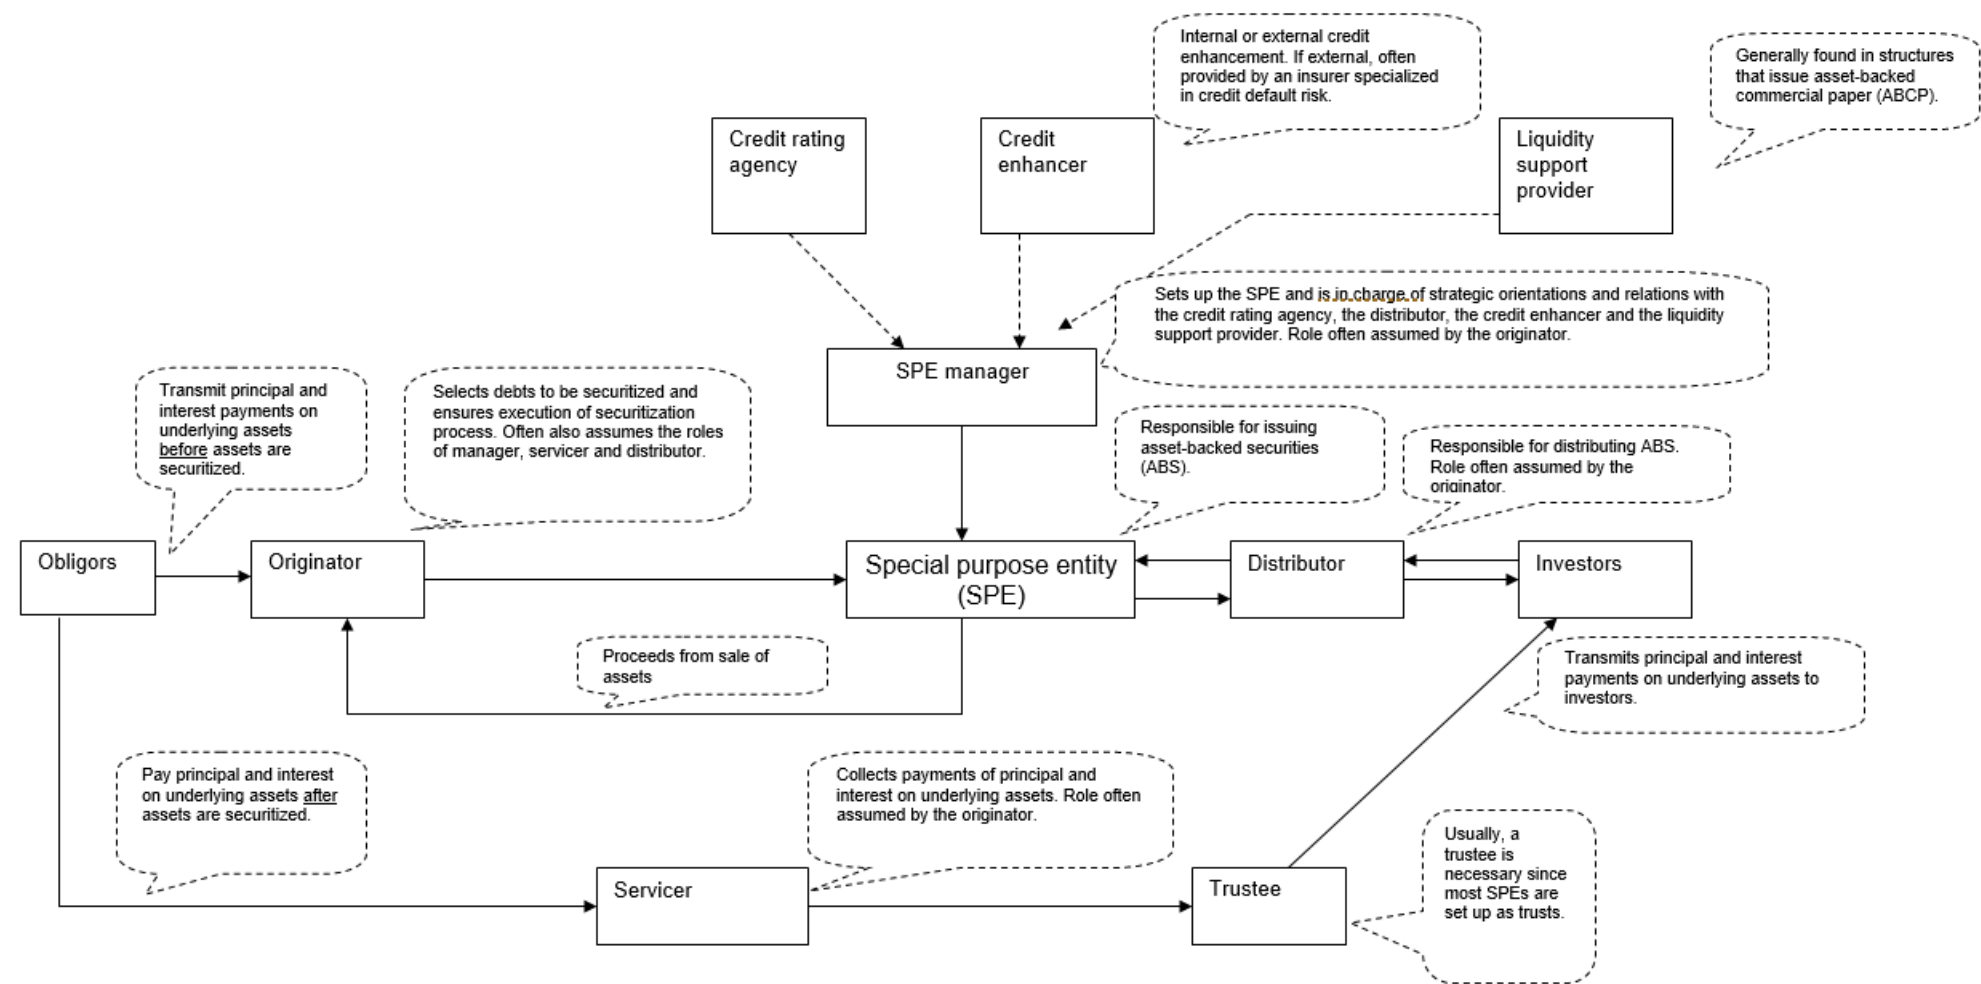 Internal or external credit
enhancement. If external, often
provided by an insurer specialized
in credit default risk.
Generally found in structures
that issue asset-backed
commercial paper (ABCP).
Credit rating
agency
Credit
enhancer
Liquidity
support
provider
Sets up the SPE and is in charge of strategic orientations and relations with
the credit rating agency, the distributor, the credit enhancer and the liquidity
support provider. Role often assumed by the originator.
SPE manager
Transmit principal and
interest payments on
underlying assets
before assets are
securitized.
Selects debts to be securitized and
ensures execution of securitization
process. Often also assumes the roles
of manager, servicer and distributor.
Responsible for issuing
asset-backed securities
(ABS).
Responsible for distributing ABS.
Role often assumed by the
originator.
Obligors
Originator
Special purpose entity
(SPE)
Distributor
Investors
Proceeds from sale of
assets
Transmits principal and interest
payments on underlying assets to
investors.
Pay principal and interest
on underlying assets after
assets are securitized.
Collects payments of principal and
interest on underlying assets. Role often
assumed by the originator.
Usually, a
trustee is
necessary since
most SPEs are
set up as trusts.
Servicer
Trustee